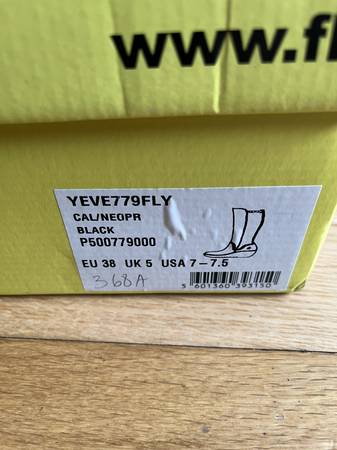 www.fl
YEVE779FLY
CAL/NEOPR
BLACK
P500779000
EU 38 UK 5 USA 7-7.5
368A
5 601360 393150